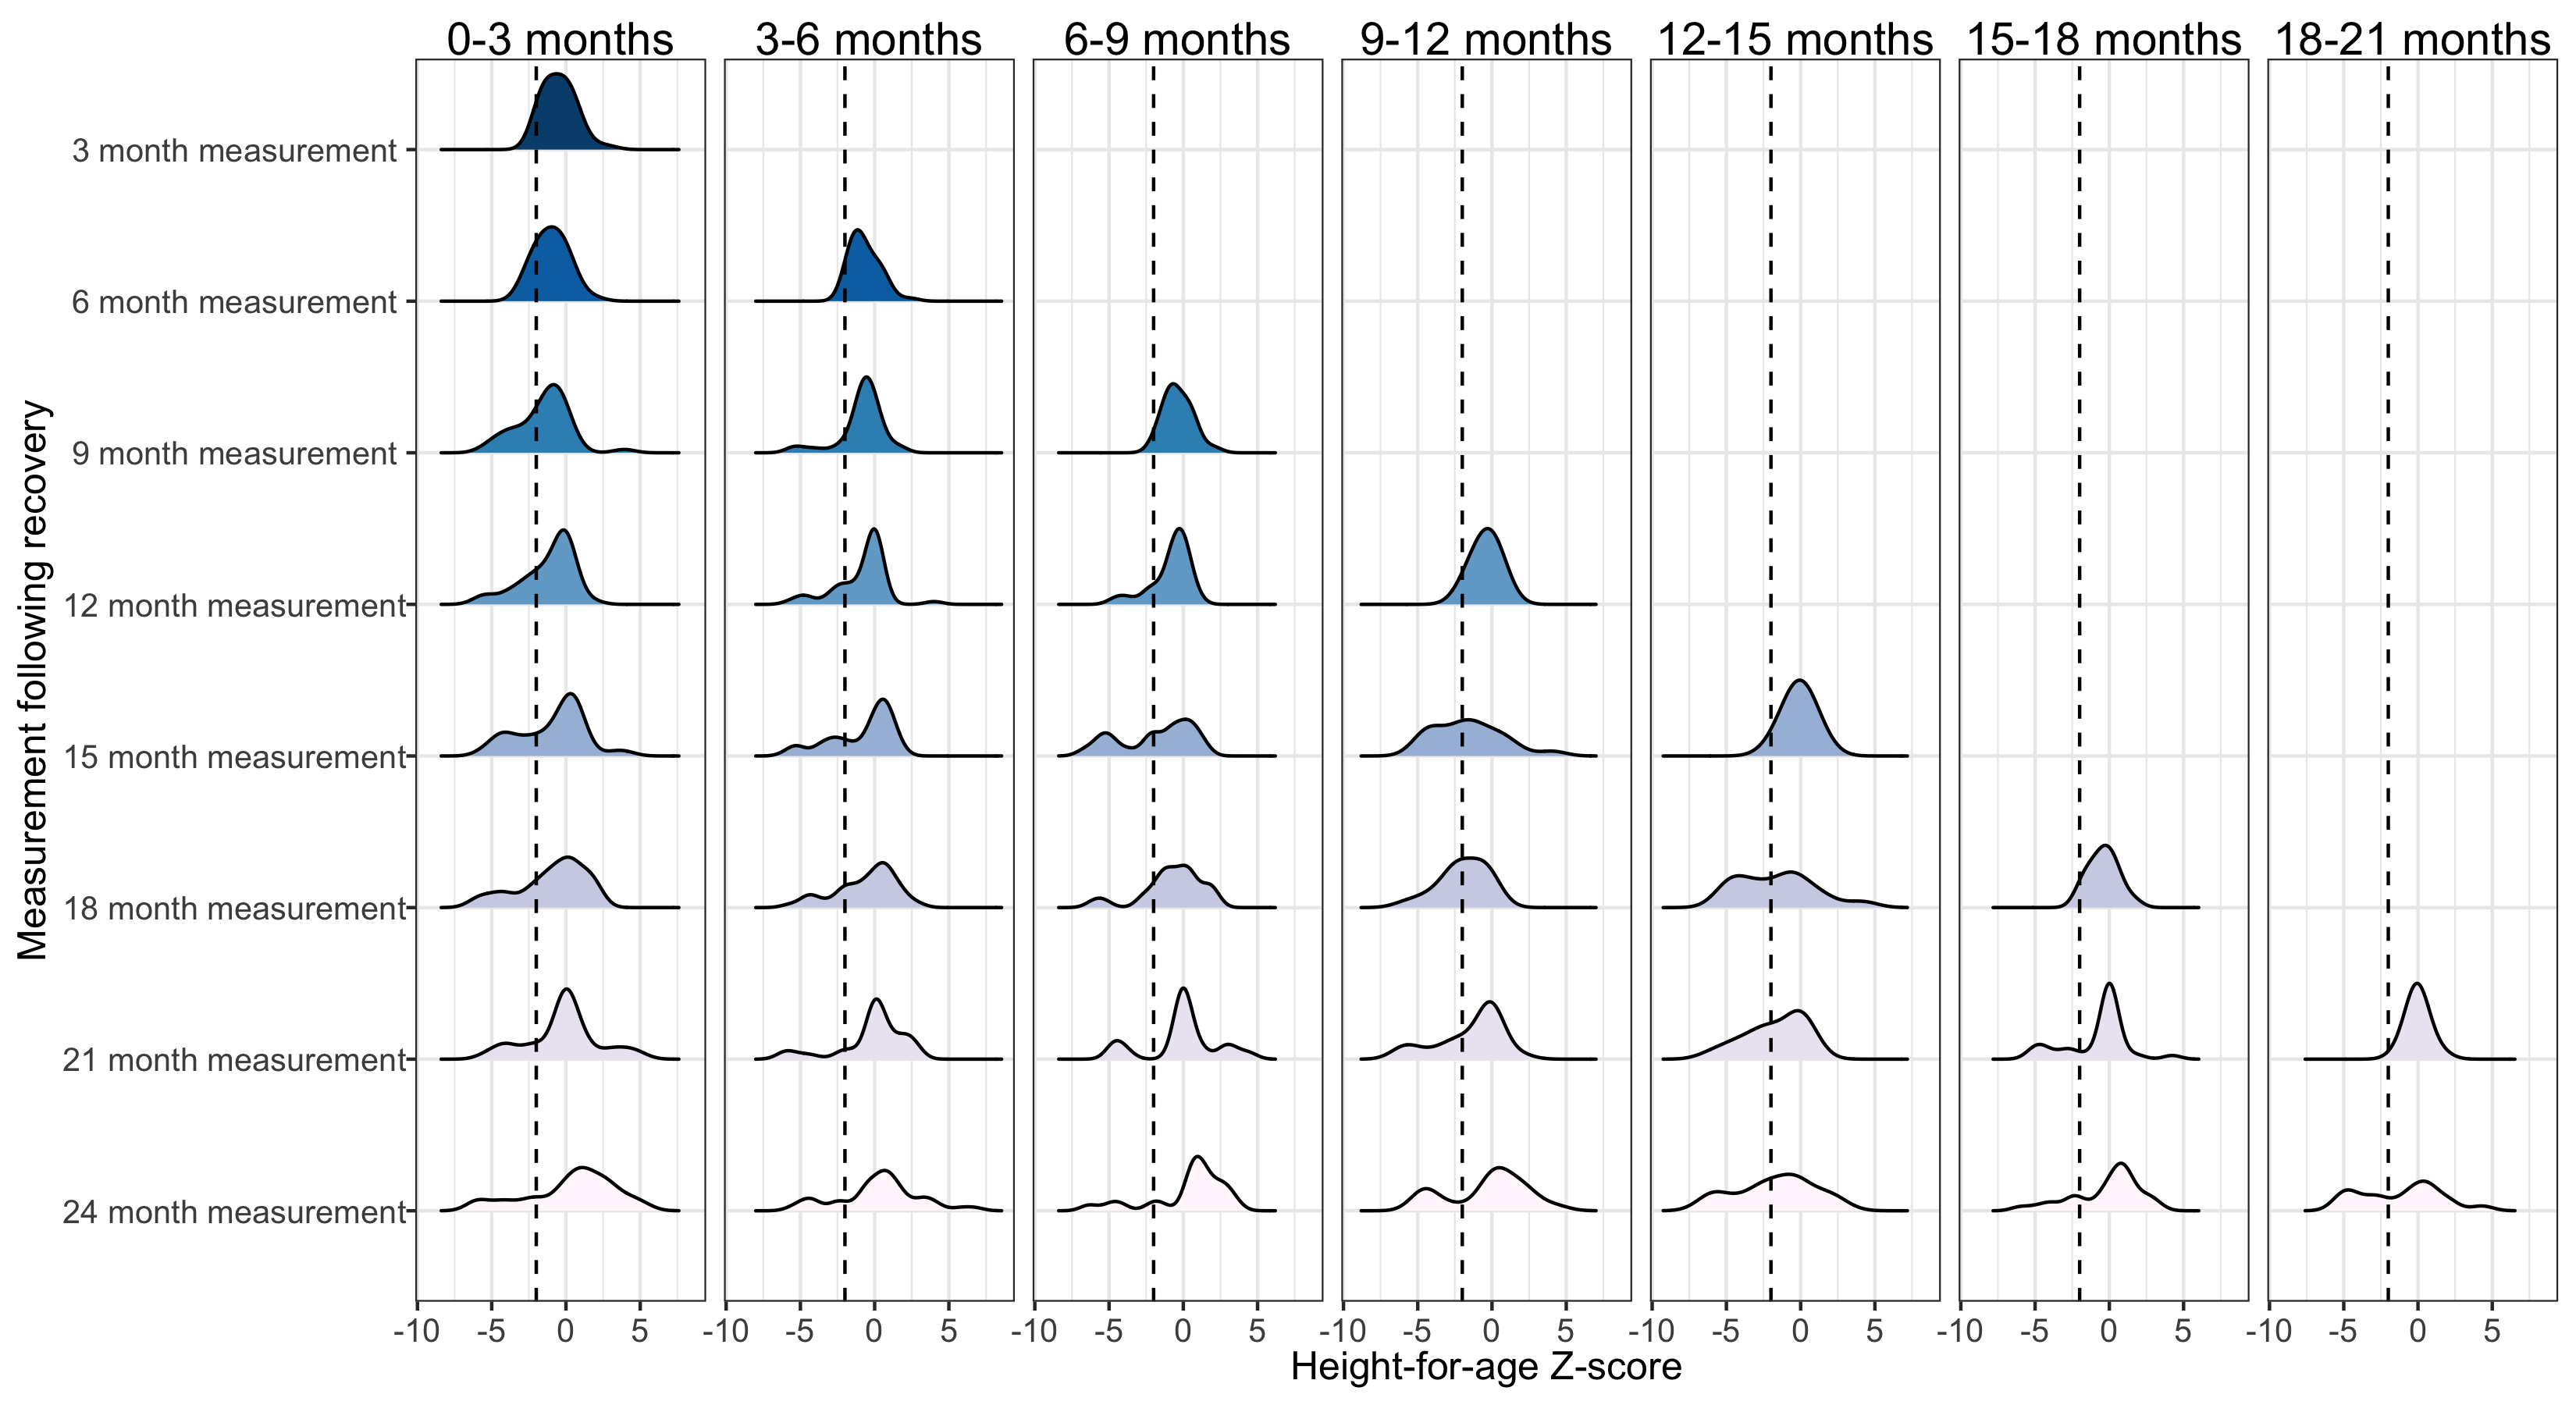 0-3 months 3-6 months 6-9 months 9-12 months 12-15 months 15-18 months 18-21 months
Measurement following recovery
3 month measurement
6 month measurement
9 month measurement
12 month measurement
15 month measurement
18 month measurement
21 month measurement
24 month measurement
-10 -5 0 5 -10 -5 0 5 -10 -5 0 5 -10 -5 0 5 -10 -5 0 5 -10 -5 0 5 -10 -5 0 5
Height-for-age Z-score